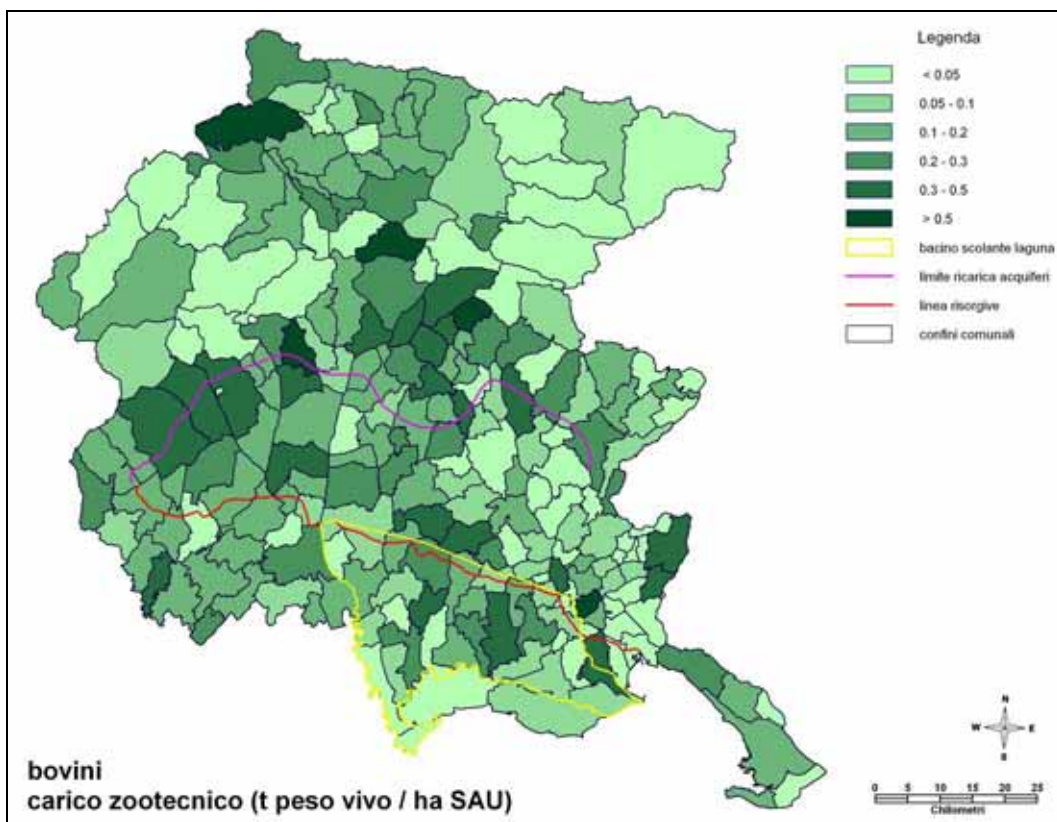 Legenda
< 0.05
0.05 - 0.1
0.1 - 0.2
0.2 - 0.3
0.3 - 0.5
> 0.5
bacino scolante laguna
limite ricarica acquiferi
linea risorgive
confini comunali
N
W E
S
bovini
carico zootecnico (t peso vivo / ha SAU)
0 5 10 15 20 25
Chilometri